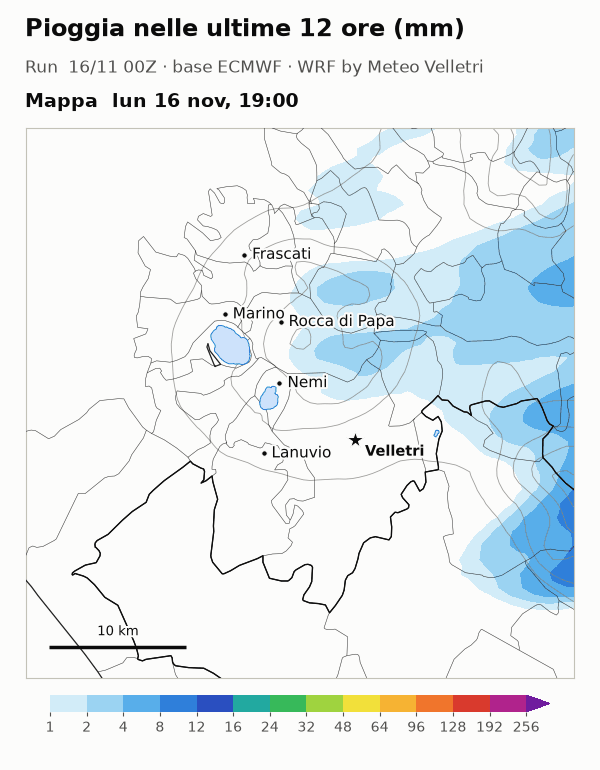 Pioggia nelle ultime 12 ore (mm)
Run 16/11 00Z · base ECMWF · WRF by Meteo Velletri
Mappa lun 16 nov, 19:00
Frascati
Marino
Rocca di Papa
Nemi
Velletri
Lanuvio
10 km
1 2 4 8 12 16 24 32 48 64 96 128 192 256